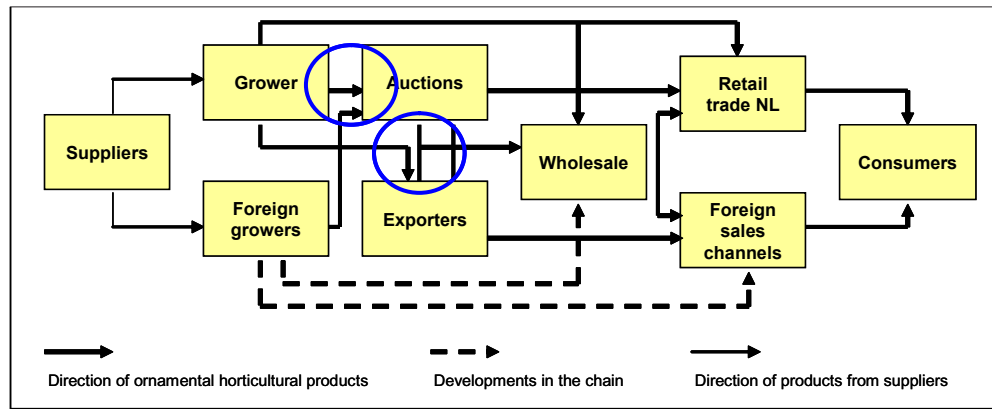 Grower
Auctions
Retail
trade NL
Suppliers
Wholesale
Consumers
Foreign
growers
Exporters
Foreign
sales
channels
Direction of ornamental horticultural products
Developments in the chain
Direction of products from suppliers